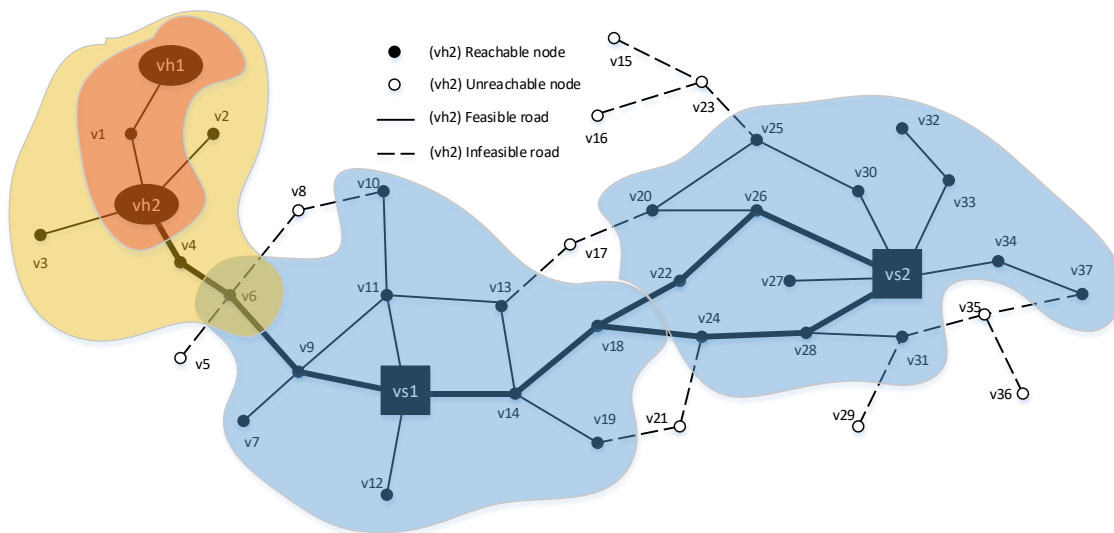 v15
(vh2) Reachable node
vh1
v23
(vh2) Unreachable node
v16
(vh2) Feasible road
v2
v1
v25
v32
(vh2) Infeasible road
v8
v10
v30
v20
v26
v33
vh2
v3
v4
v17
v34
v6
v11
v13
v22
v27
vs2
v37
v5
v9
v18
v24
v35
v28
v31
vs1
v14
v36
v7
v19
v21
v29
v12